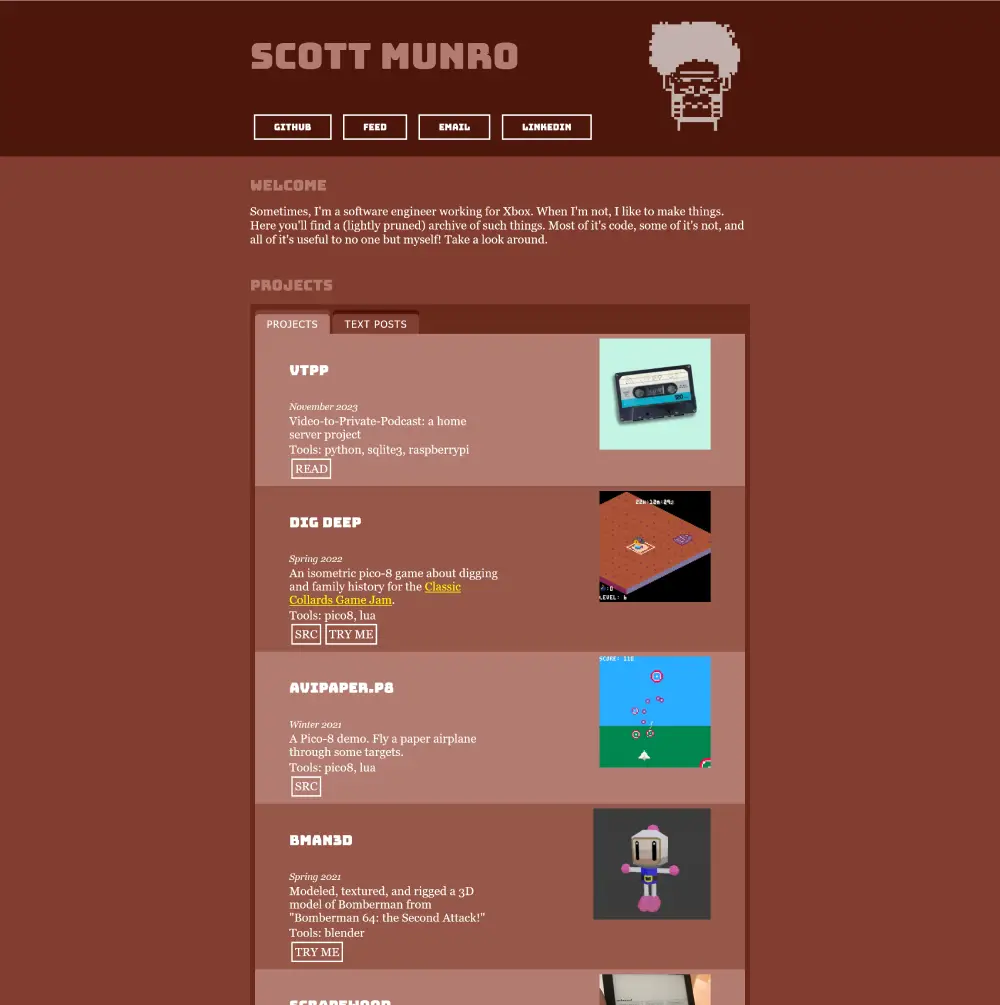 SCOTT MUNRO
GITHUB FEED EMAIL LINKEDIN
WELCOME
Sometimes, I'm a software engineer working for Xbox. When I'm not, I like to make things.
Here you'll find a (lightly pruned) archive of such things. Most of it's code, some of it's not, and
all of it's useful to no one but myself! Take a look around.
PROJECTS
PROJECTS TEXT POSTS
VTPP
November 2023
Video-to-Private-Podcast: a home
server project
Tools: python, sqlite3, raspberrypi
READ
DIG DEEP
Spring 2022
An isometric pico-8 game about digging
and family history for the Classic
Collards Game Jam.
Tools: pico8, lua
SRC TRY ME
LEVEL: 6
AVIPAPER.P8
Winter 2021
A Pico-8 demo. Fly a paper airplane
through some targets.
Tools: pico8, lua
SRC
SCORE: 110
BMAN3D
Spring 2021
Modeled, textured, and rigged a 3D
model of Bomberman from
"Bomberman 64: the Second Attack!"
Tools: blender
TRY ME